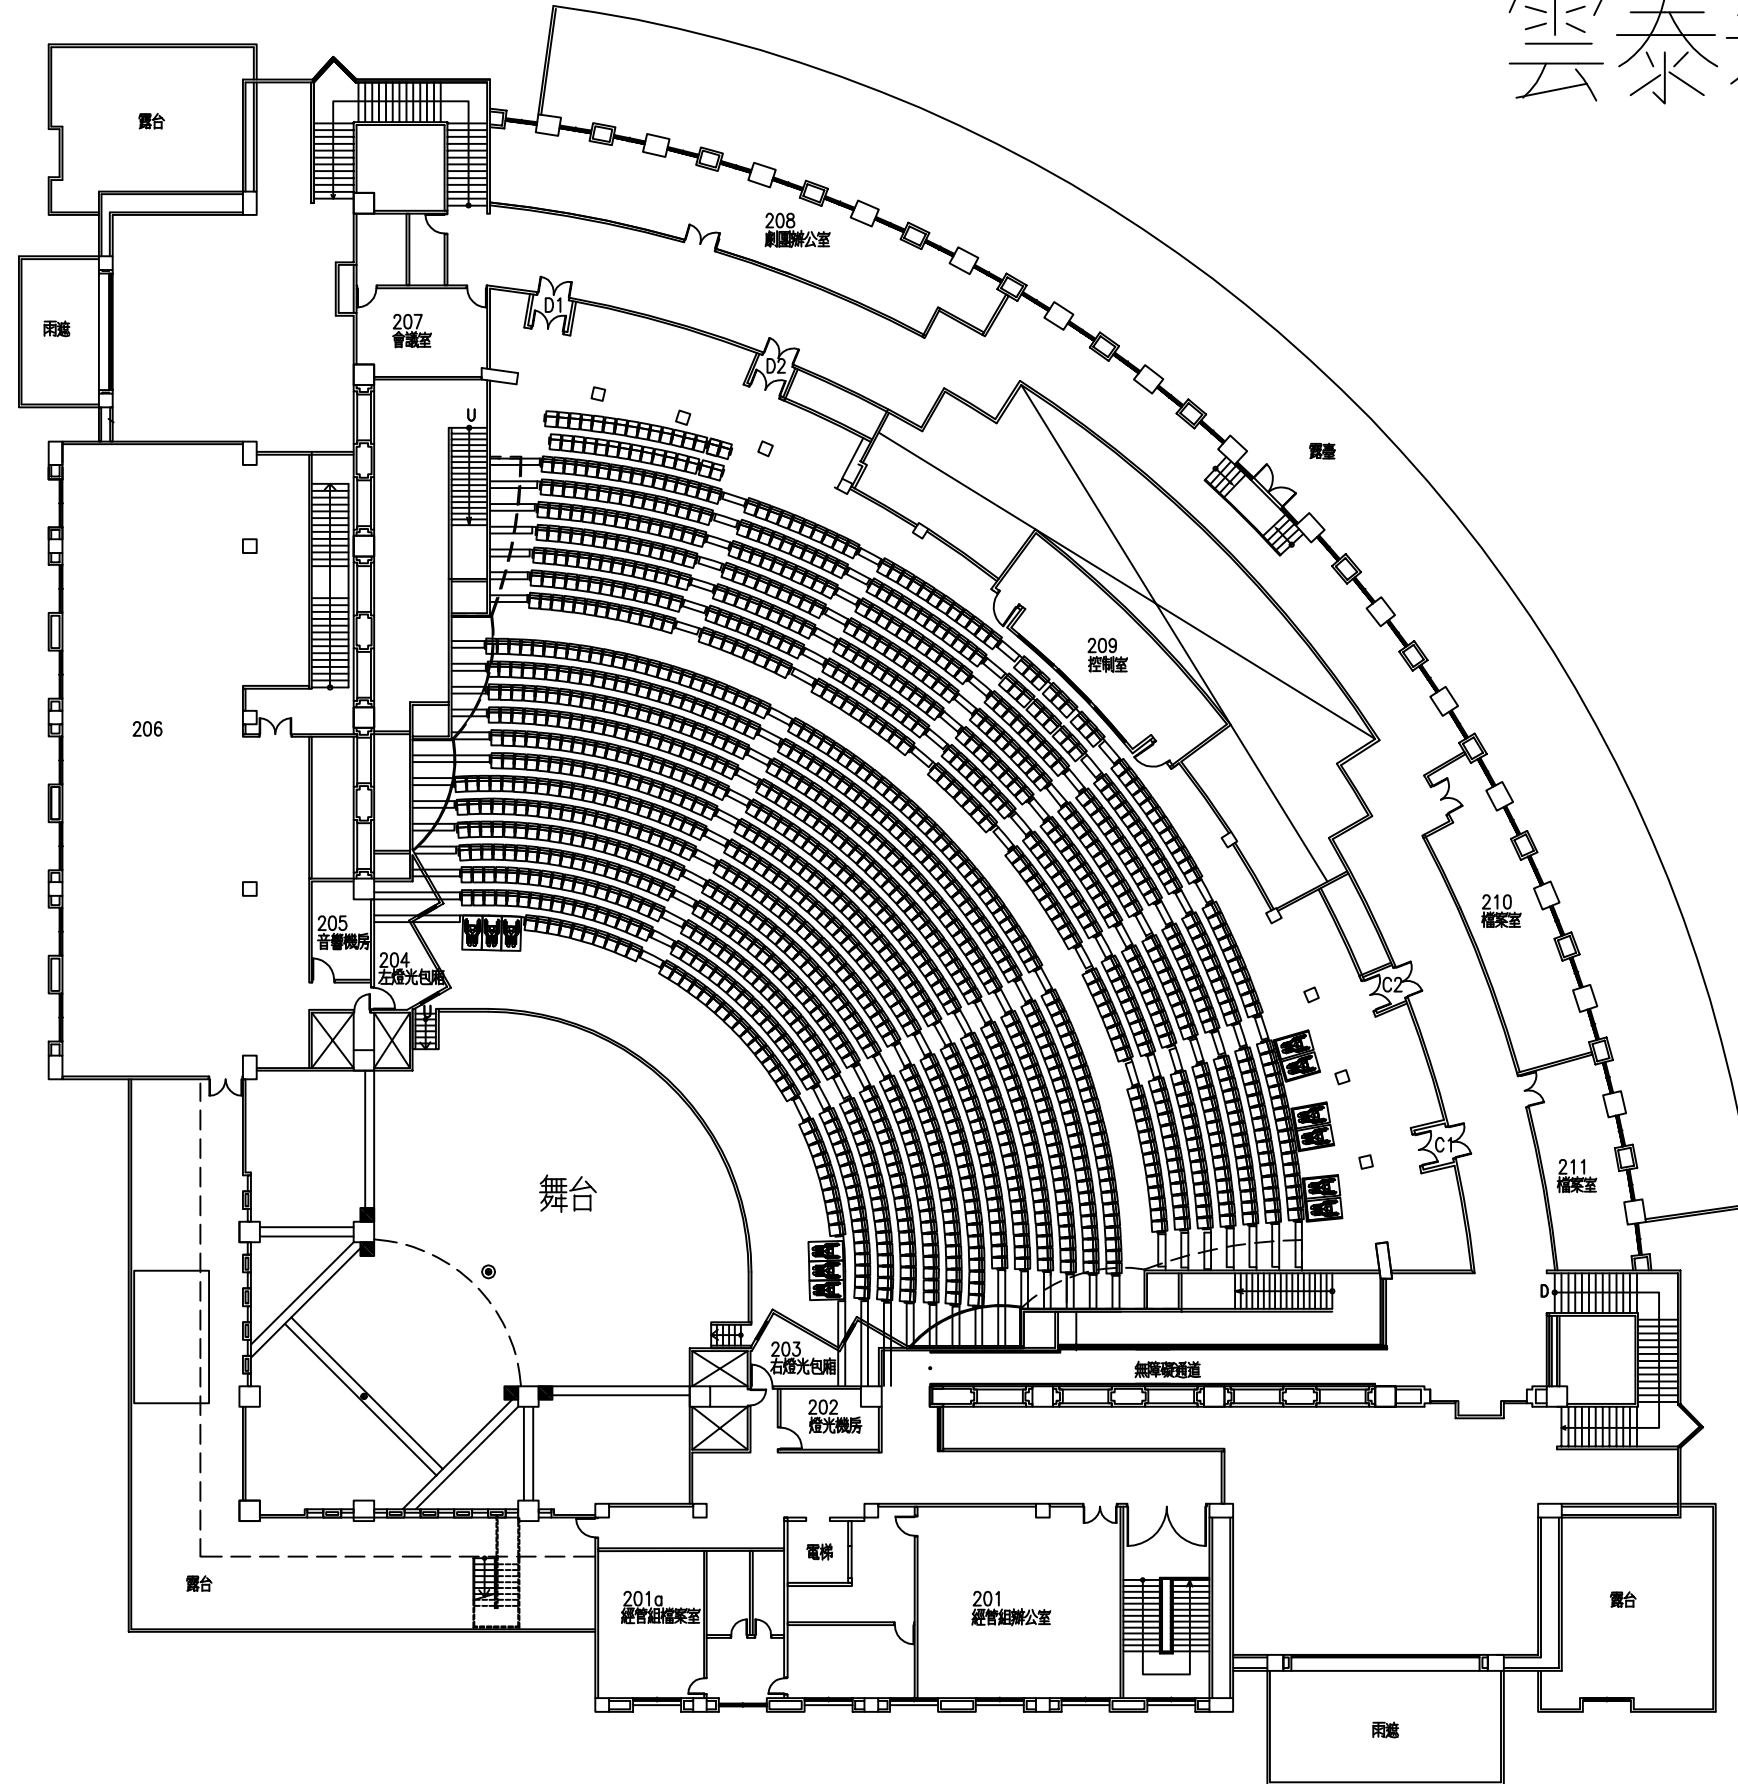 雲泰
露台
208
劇團辦公室
D1
雨遮
207
會議室
D2
U
露臺
209
控制室
206
210
檔案室
205
音響機房
204
左燈光包廂
C2
U
C1
211
檔案室
舞台
D
203
右燈光包廂
無障礙通道
202
燈光機房
電梯
露台
201a
經管組檔案室
201
經管組辦公室
露台
雨遮